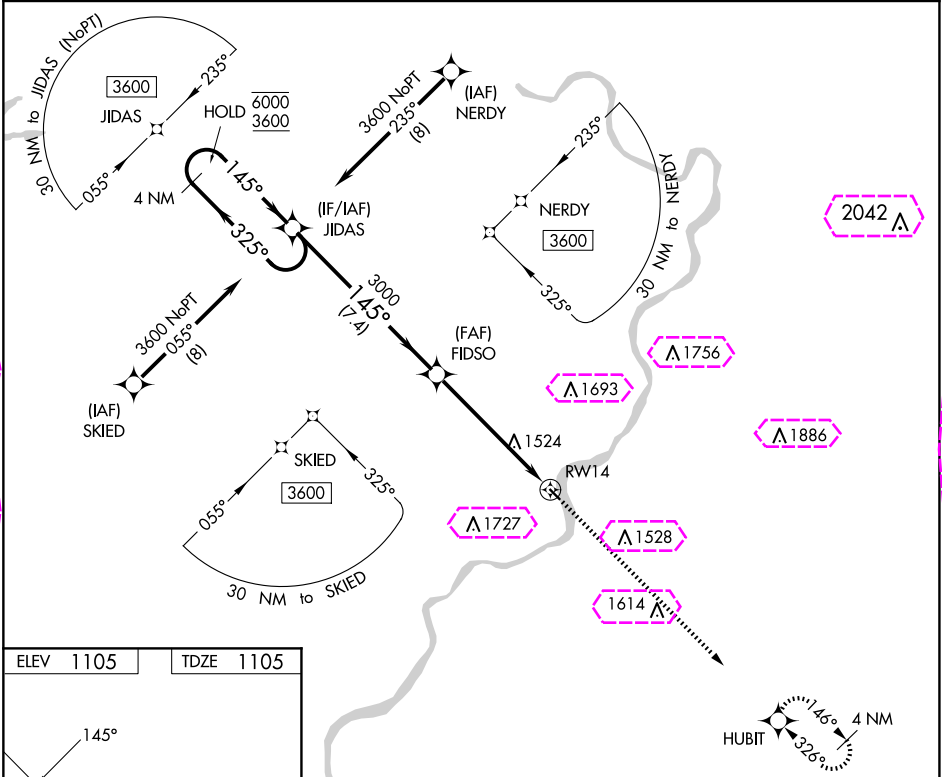 30 NM to JIDAS (NoPT)
3600
JIDAS
235°
055°
HOLD
6000
3600
4 NM
145°
325°
(IF/IAF)
JIDAS
3600 NoPT
235°
(8)
(IAF)
NERDY
235°
NERDY
3600
325°
30 NM to NERDY
2042
3600 NoPT
055°
(8)
(IAF)
SKIED
3000
145°
(7.4)
(FAF)
FIDSO
1756
1693
1886
1524
RW14
SKIED
3600
055°
325°
30 NM to SKIED
1727
1528
1614
ELEV 1105
TDZE 1105
145°
HUBIT
146°
326°
4 NM